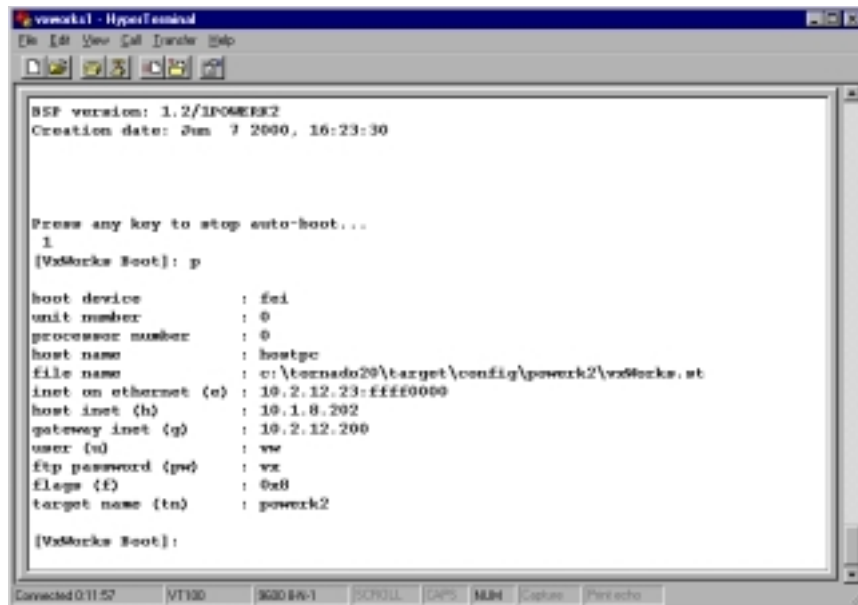 vxworks1 - HyperTerminal
File Edit View Call Transfer Help
BSP version: 1.2/1POWERK2
Creation date: Jun 7 2000, 16:23:30
Press any key to stop auto-boot...
1
[VxWorks Boot]: p
boot device : fei
unit number : 0
processor number : 0
host name : hostpc
file name : c:\tornado20\target\config\powerk2\vxWorks.st
inet on ethernet (e) : 10.2.12.23:ffff0000
host inet (h) : 10.1.8.202
gateway inet (g) : 10.2.12.200
user (u) : vw
ftp password (pw) : vx
flags (f) : 0x8
target name (tn) : powerk2
[VxWorks Boot]:
Connected 0:11:57 VT100 9600 8-N-1 SCROLL CAPS NUM Capture Print echo